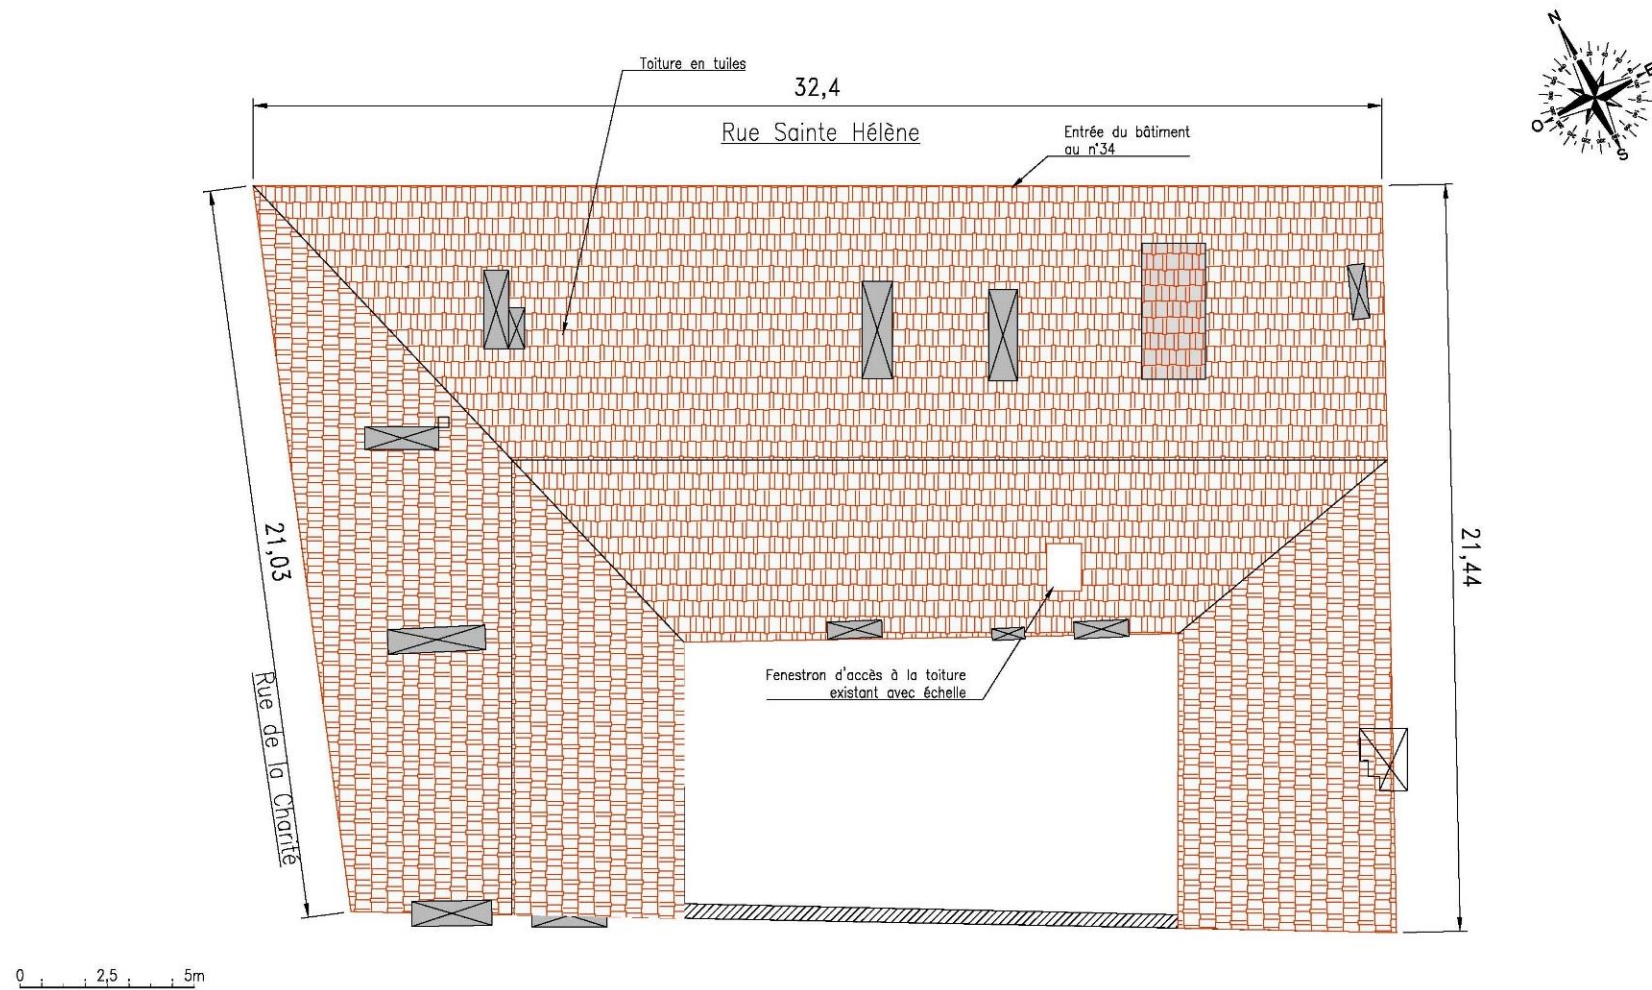 N
E
O
S
Toiture en tuiles
32,4
Rue Sainte Hélène
Entrée du bâtiment
au n°34
21,03
21,44
Fenestron d'accès à la toiture
existant avec échelle
Rue de la Charité
0 2,5 5m